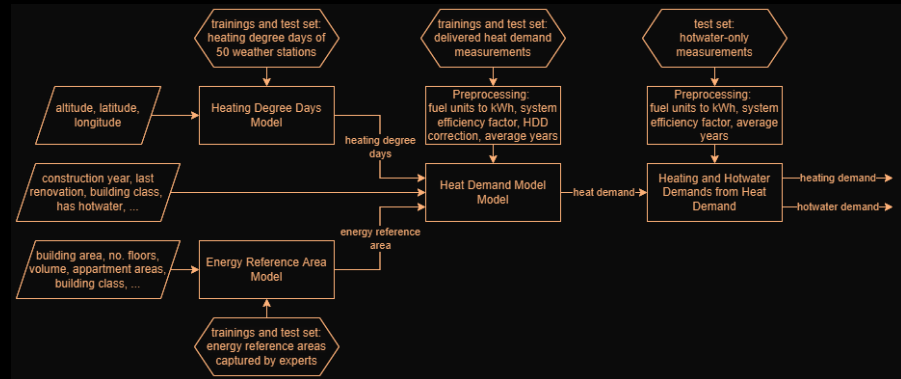 trainings and test set:
heating degree days of
50 weather stations
trainings and test set:
delivered heat demand
measurements
test set:
hotwater-only
measurements
altitude, latitude,
longitude
Heating Degree Days
Model
Preprocessing:
fuel units to kWh, system
efficiency factor, HDD
correction, average years
Preprocessing:
fuel units to kWh, system
efficiency factor, average
years
heating degree
days
construction year, last
renovation, building class,
has hotwater, ...
Heat Demand Model
Model
heat demand
Heating and Hotwater
Demands from Heat
Demand
heating demand
hotwater demand
energy reference
area
building area, no. floors,
volume, appartment areas,
building class, ...
Energy Reference Area
Model
trainings and test set:
energy reference areas
captured by experts